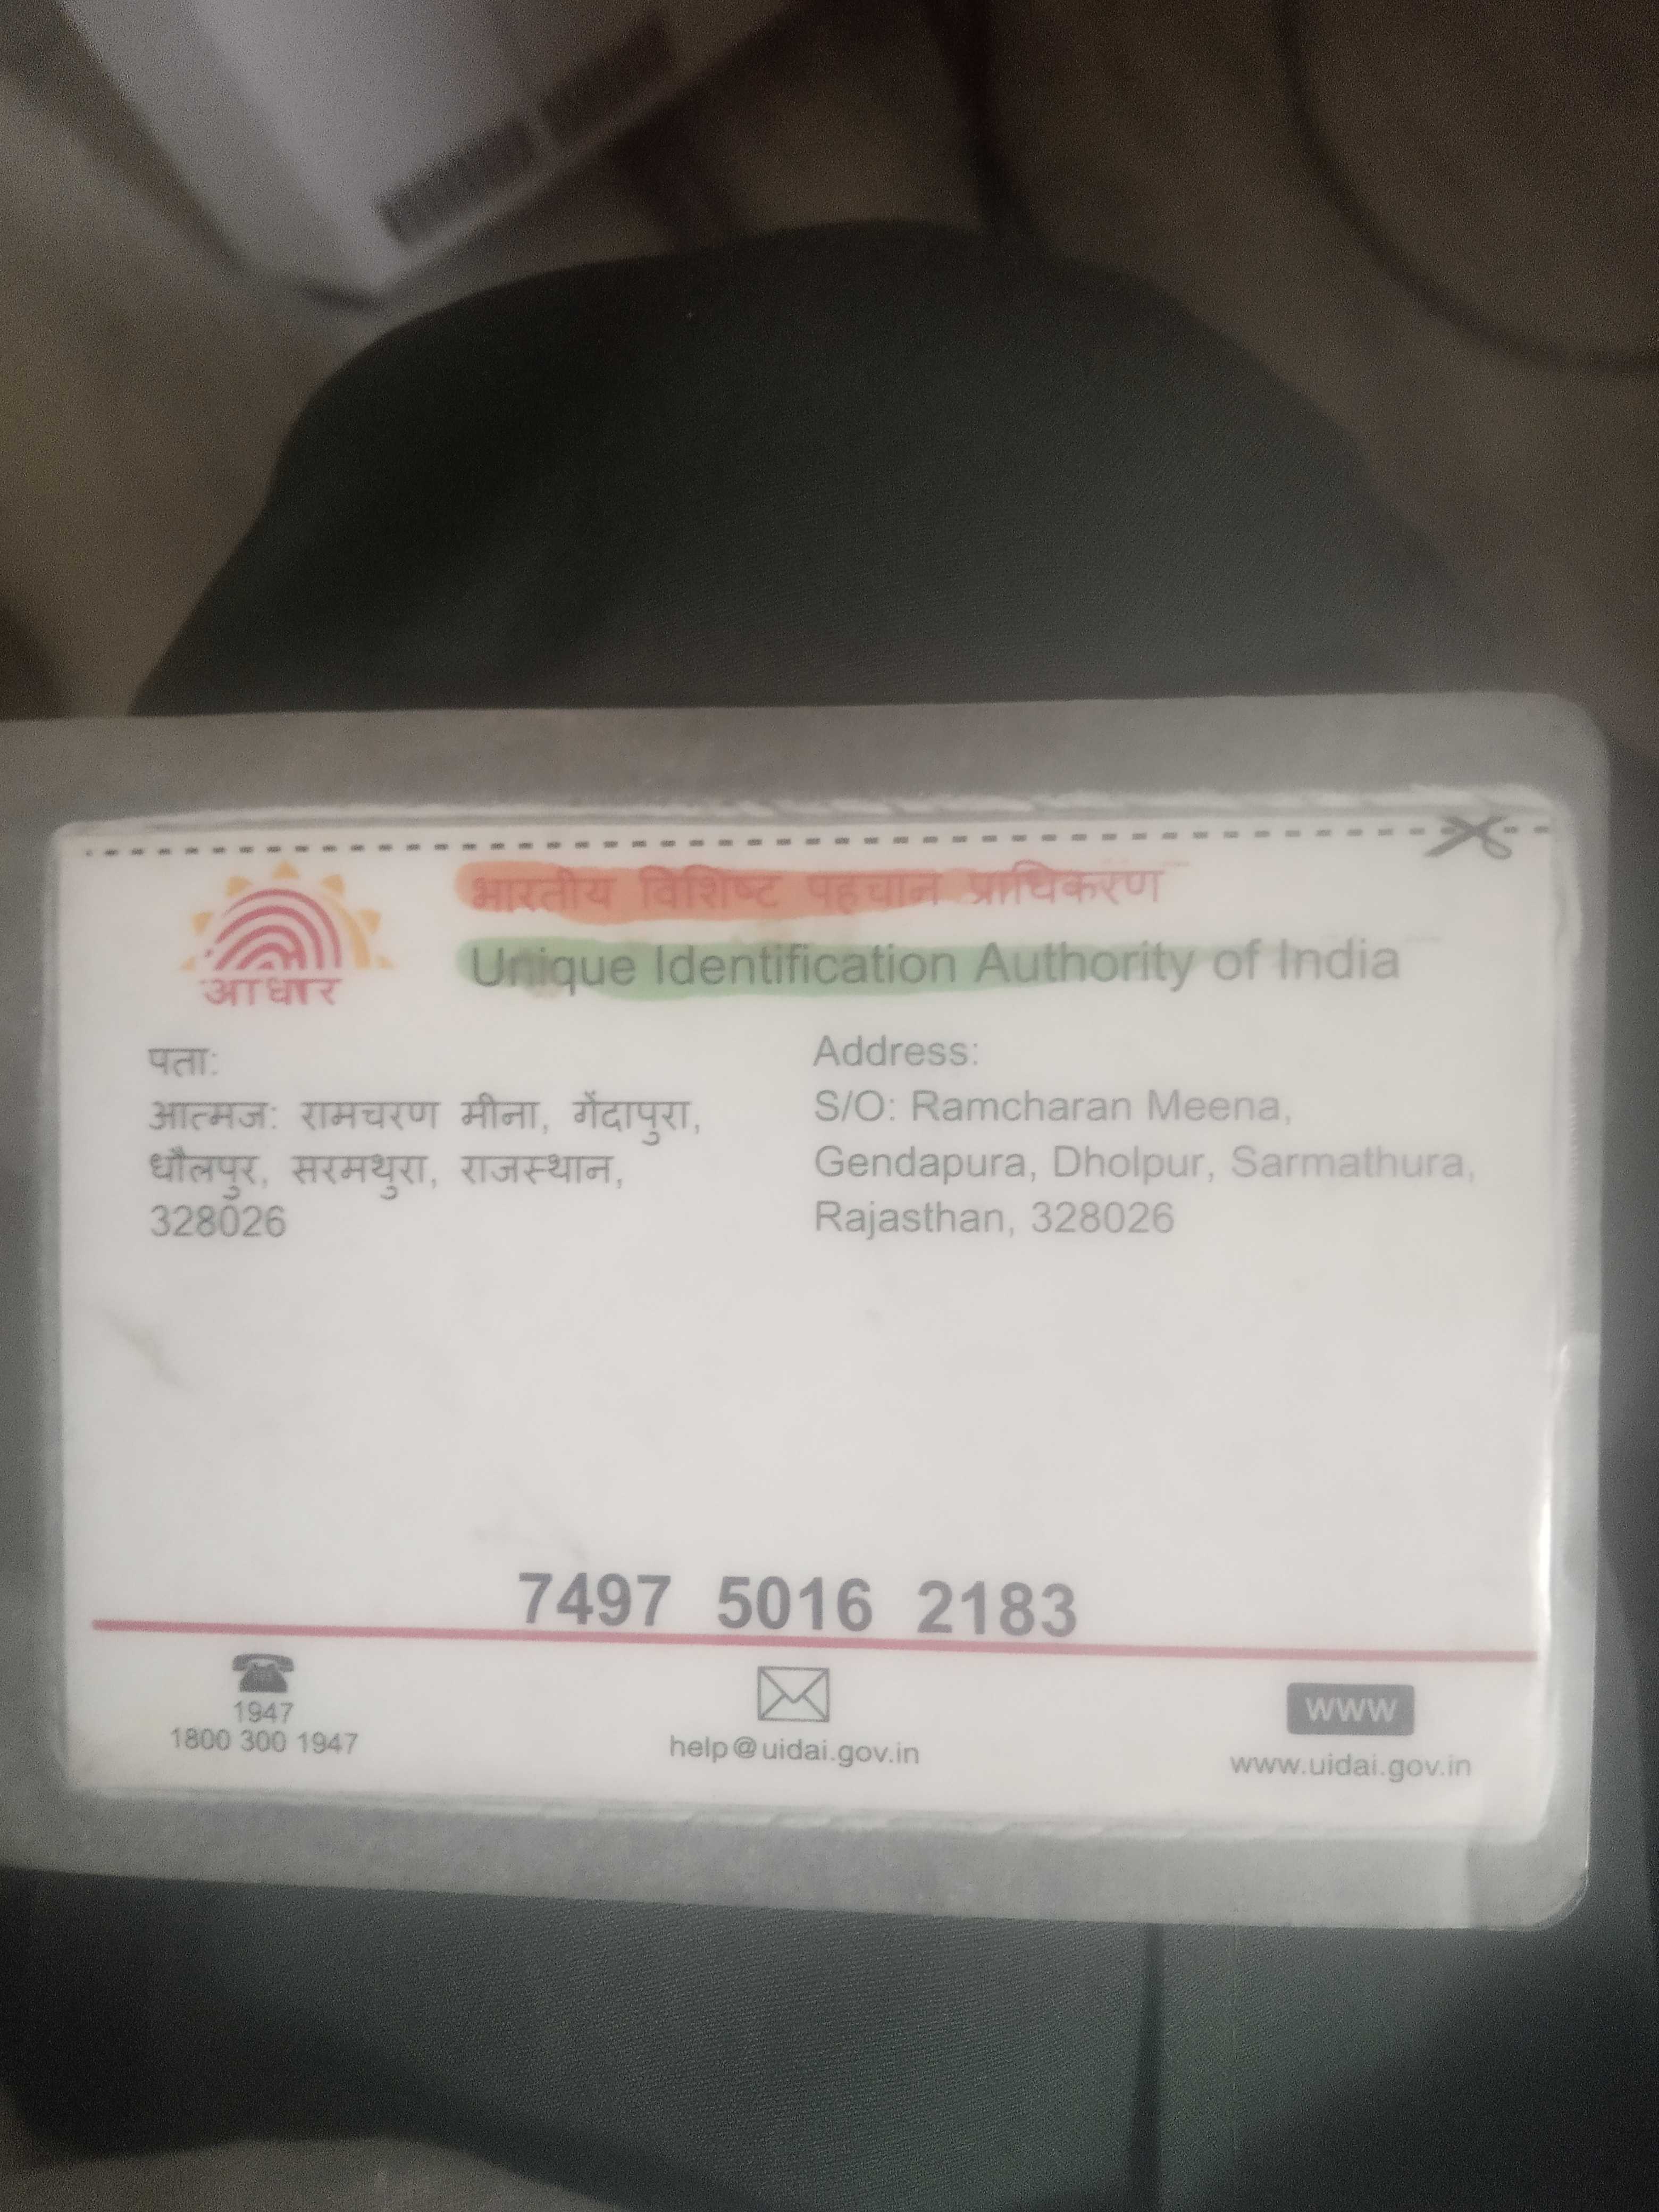 भारतीय विशिष्ट पहचान प्राधिकरण
Unique Identification Authority of India
आधार
पता:
आत्मज: रामचरण मीना, गेंदापुरा,
धौलपुर, सरमथुरा, राजस्थान,
328026
Address:
S/O: Ramcharan Meena,
Gendapura, Dholpur, Sarmathura,
Rajasthan, 328026
7497 5016 2183
1947
1800 300 1947
help@uidai.gov.in
www
www.uidai.gov.in